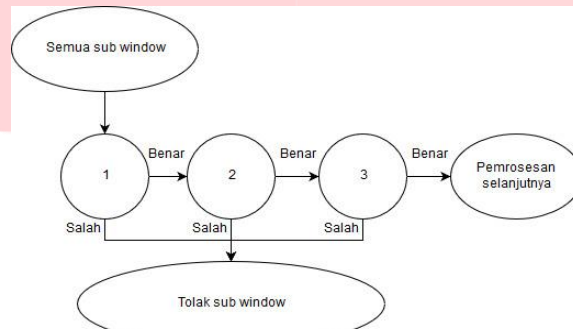 Semua sub window
Benar
Benar
Benar
1
2
3
Pemrosesan
selanjutnya
Salah
Salah
Salah
Tolak sub window